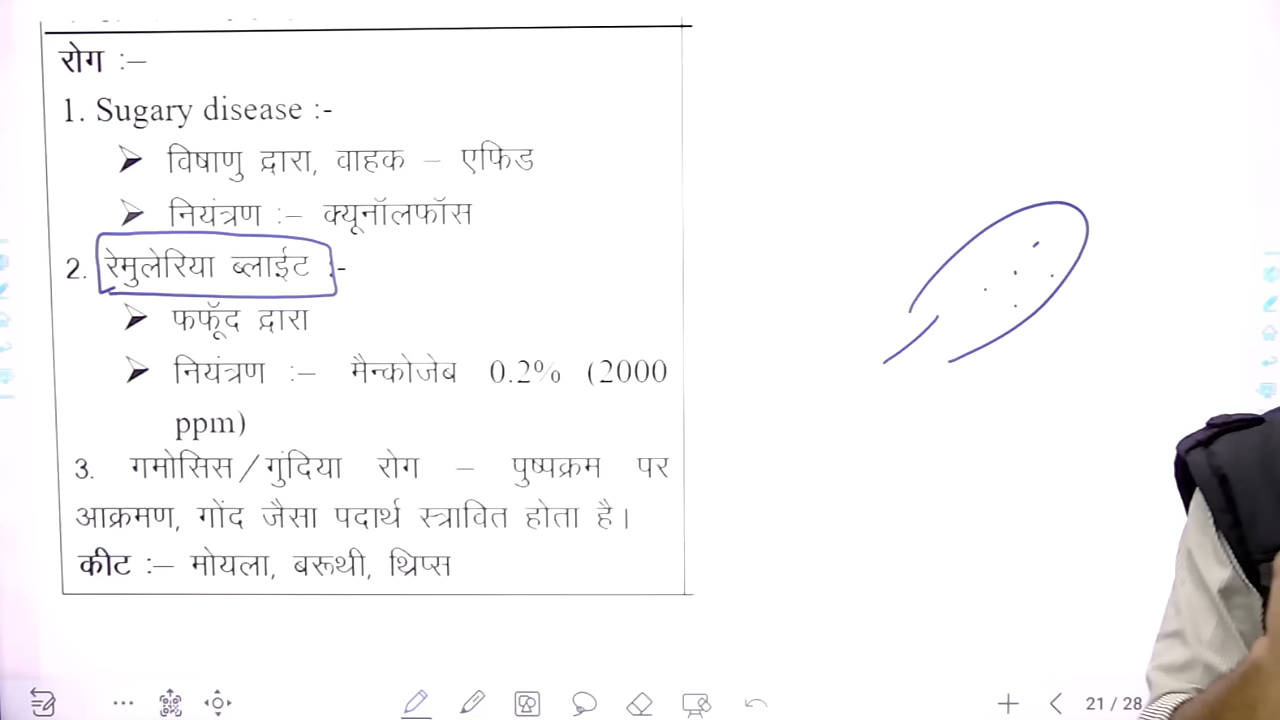 रोग :–
1. Sugary disease :-
➤ विषाणु द्वारा, वाहक – एफिड
➤ नियंत्रण :– क्यूनॉलफॉस
2. रेमुलेरिया ब्लाईट :-
➤ फफूँद द्वारा
➤ नियंत्रण :– मैन्कोजेब 0.2% (2000
ppm)
3. गमोसिस/गुंदिया रोग – पुष्पक्रम पर
आक्रमण, गोंद जैसा पदार्थ स्त्रावित होता है।
कीट :– मोयला, बरूथी, थ्रिप्स
21 / 28